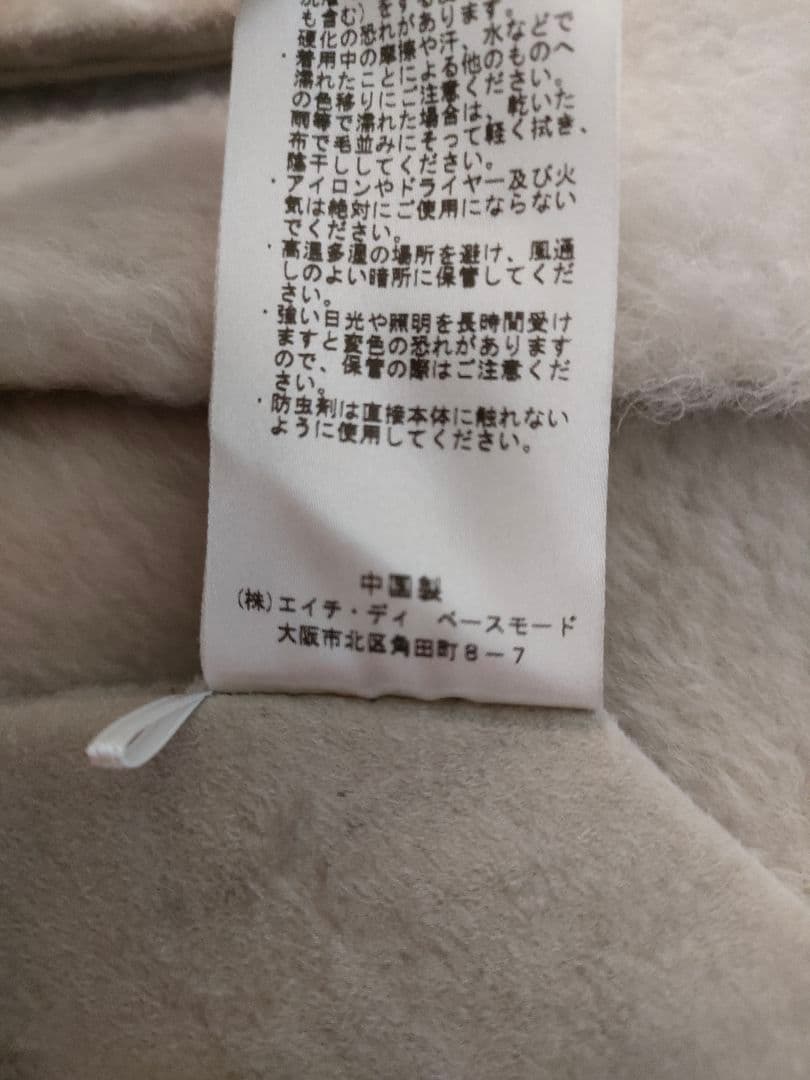 ・着用中の摩擦や汗、水など
濡れたりこすれによる他のもの
の色移りにご注意ください。
雨等で濡れた場合は、乾いた
布で毛並みにそって軽く拭き、
陰干ししてください。
・アイロンやドライヤー及び火
気は絶対にご使用にならない
でください。
・高温多湿の場所を避け、風通
しのよい暗所に保管してくだ
さい。
・強い日光や照明を長時間受け
ますと変色の恐れがあります
ので、保管の際はご注意くだ
さい。
・防虫剤は直接本体に触れない
ように使用してください。
中国製
(株)エイチ・ディ ベースモード
大阪市北区角田町8-7